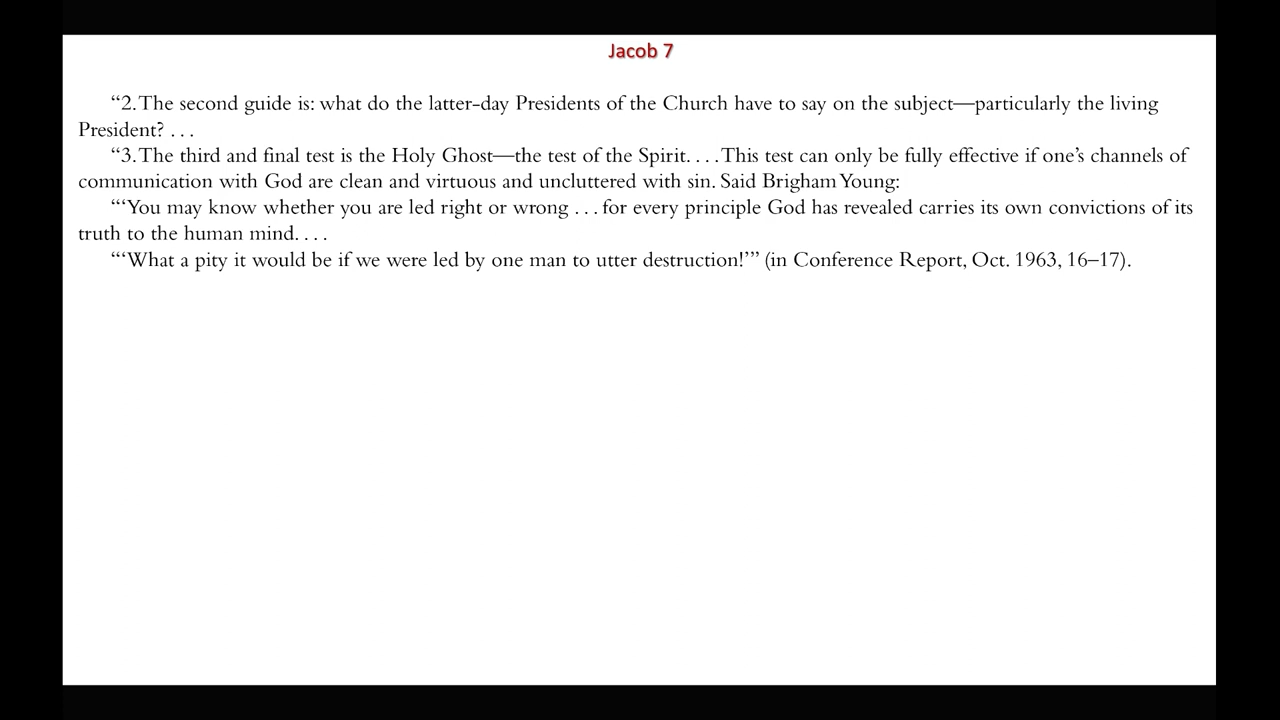 Jacob 7
“2. The second guide is: what do the latter-day Presidents of the Church have to say on the subject—particularly the living
President? . . .
“3. The third and final test is the Holy Ghost—the test of the Spirit. . . . This test can only be fully effective if one’s channels of
communication with God are clean and virtuous and uncluttered with sin. Said Brigham Young:
“‘You may know whether you are led right or wrong . . . for every principle God has revealed carries its own convictions of its
truth to the human mind. . . .
“‘What a pity it would be if we were led by one man to utter destruction!’” (in Conference Report, Oct. 1963, 16–17).